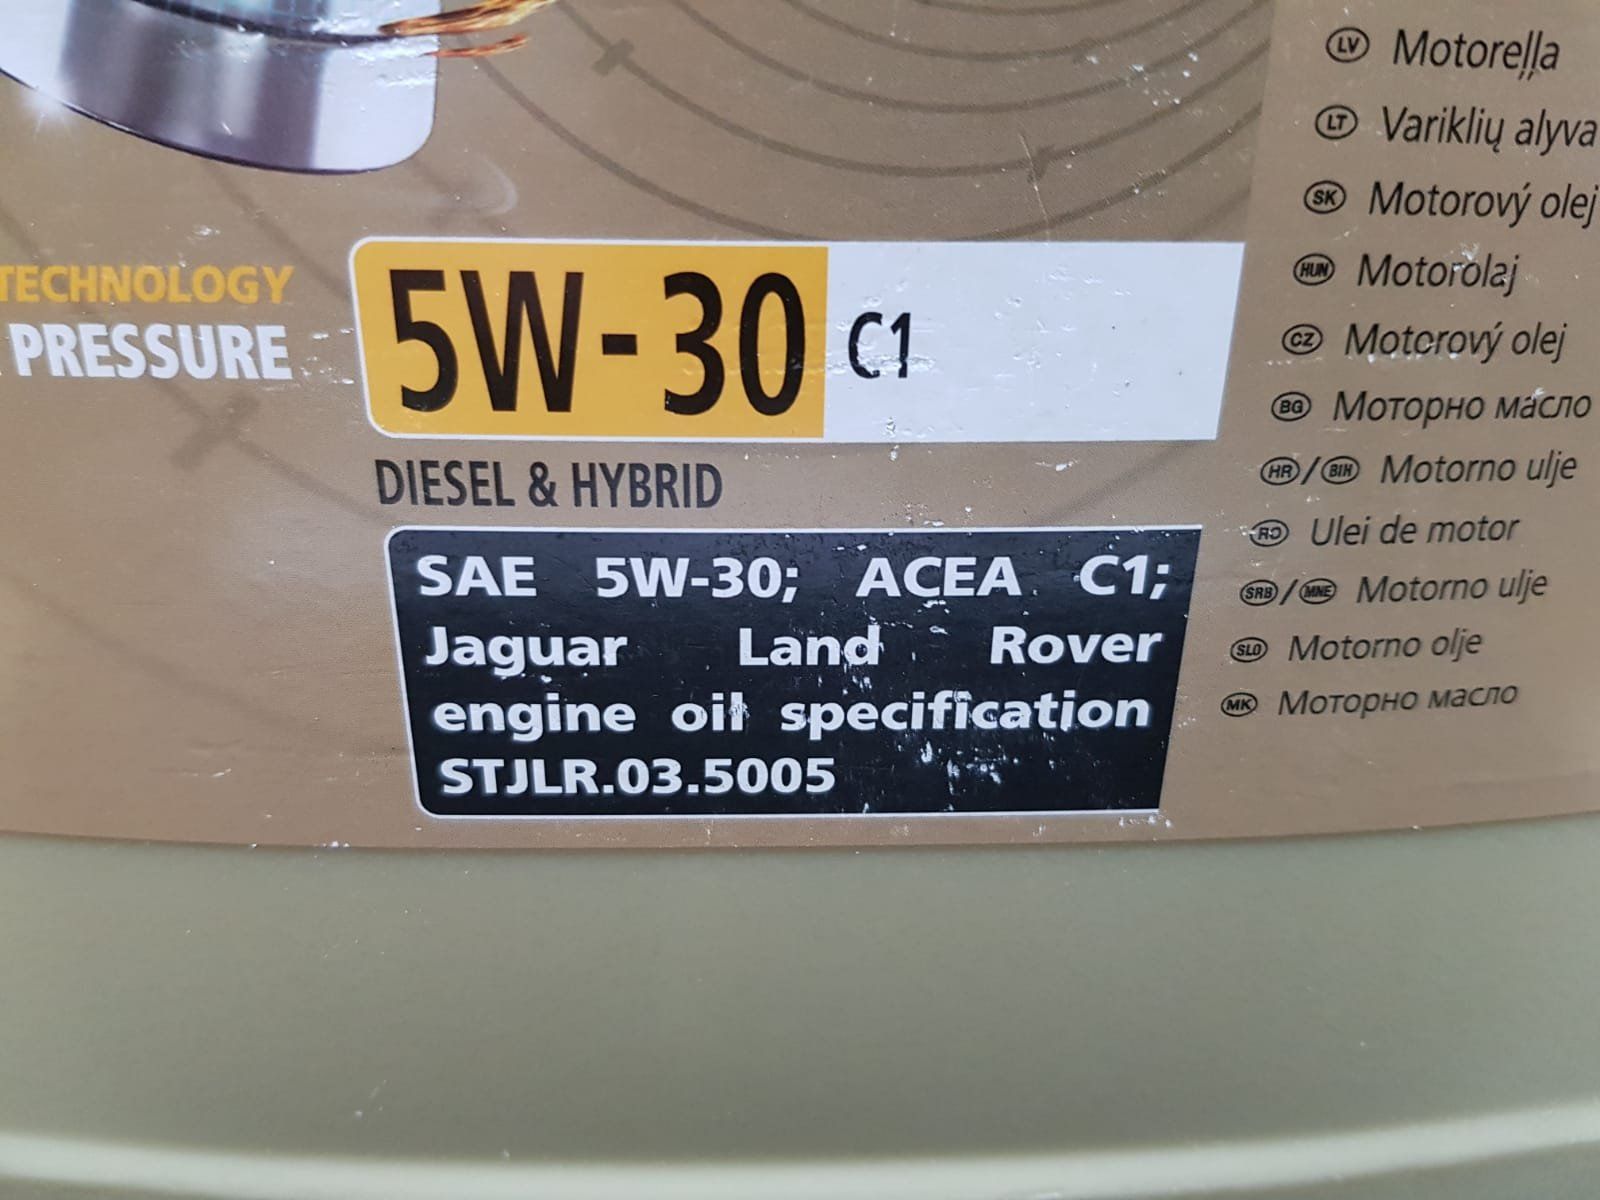 TECHNOLOGY
PRESSURE
5W-30 C1
DIESEL & HYBRID
SAE 5W-30; ACEA C1;
Jaguar Land Rover
engine oil specification
STJLR.03.5005
LV Motoreļļa
LT Variklių alyva
SK Motorový olej
HUN Motorolaj
CZ Motorový olej
BG Моторно масло
HR/BIH Motorno ulje
RO Ulei de motor
SRB/MNE Motorno ulje
SLO Motorno olje
MK Моторно масло